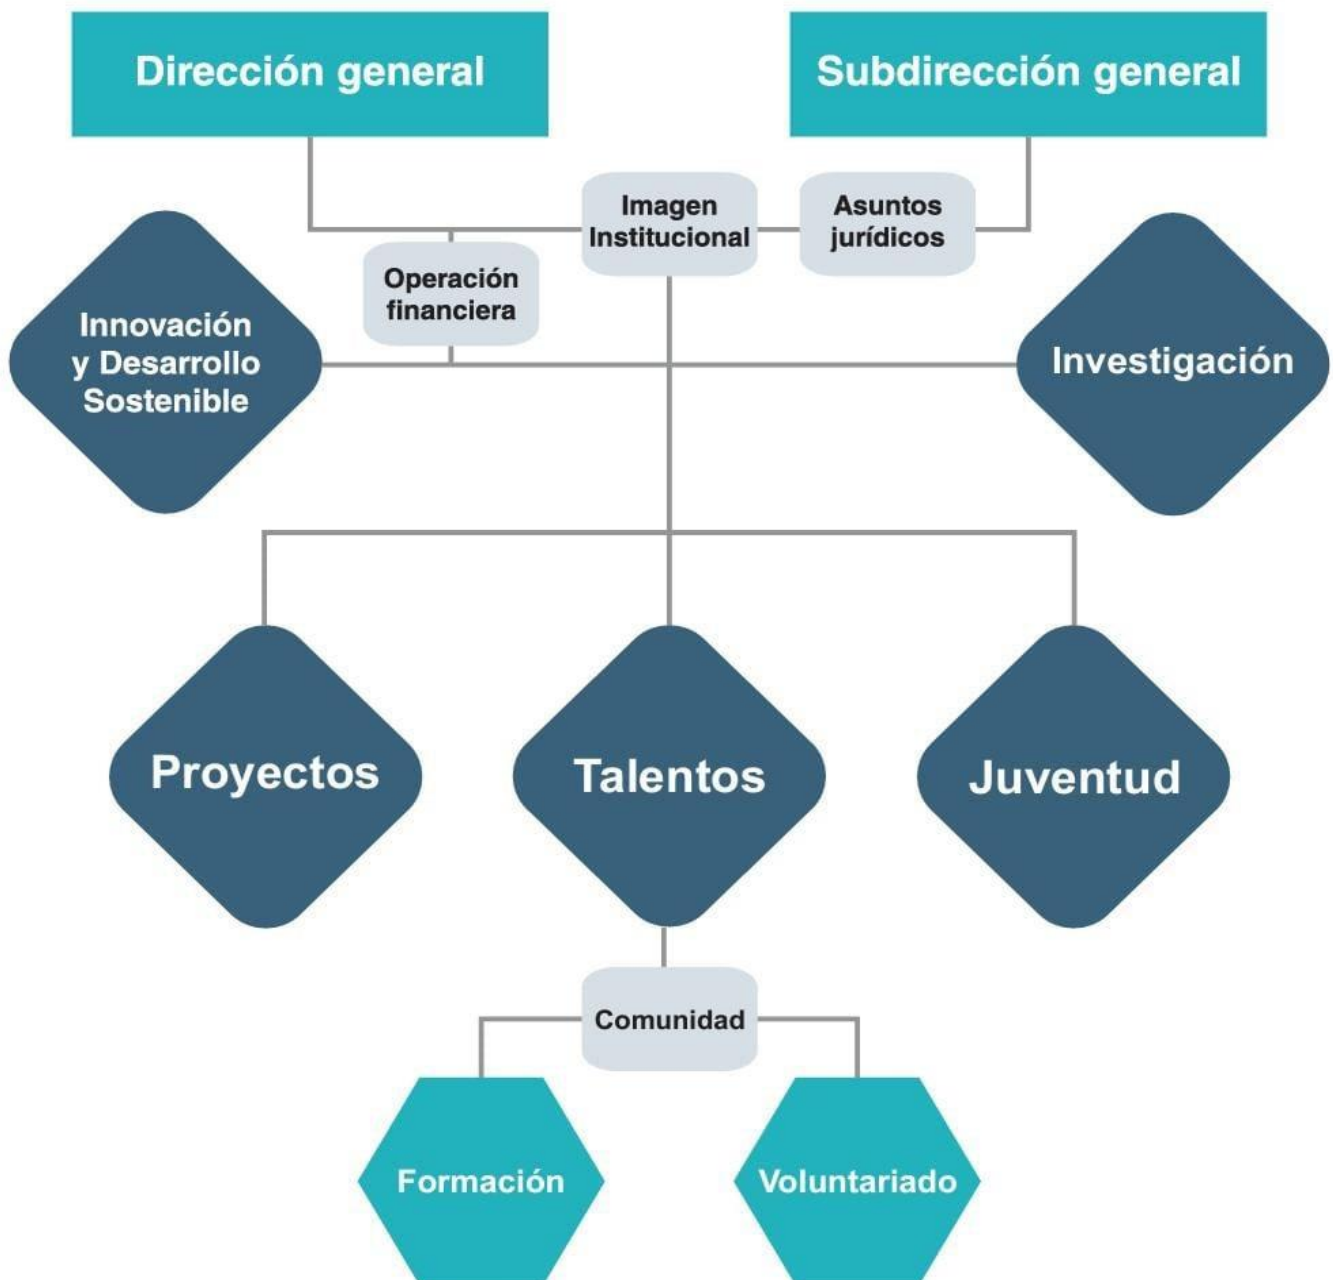 Dirección general
Subdirección general
Imagen
Institucional
Asuntos
jurídicos
Operación
financiera
Innovación
y Desarrollo
Sostenible
Investigación
Proyectos
Talentos
Juventud
Comunidad
Formación
Voluntariado